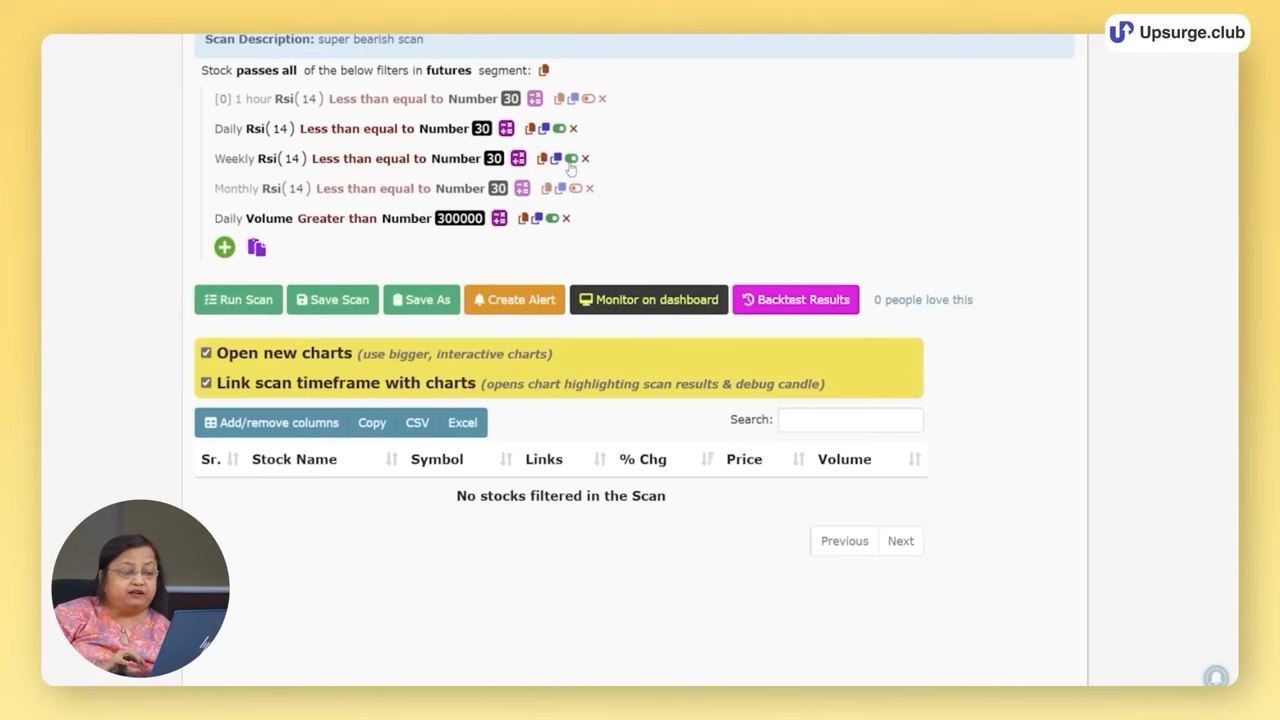 Upsurge.club
Scan Description: super bearish scan
Stock passes all of the below filters in futures segment:
[0] 1 hour Rsi( 14 ) Less than equal to Number 30
Daily Rsi( 14 ) Less than equal to Number 30
Weekly Rsi( 14 ) Less than equal to Number 30
Monthly Rsi( 14 ) Less than equal to Number 30
Daily Volume Greater than Number 300000
Run Scan Save Scan Save As Create Alert Monitor on dashboard Backtest Results 0 people love this
Open new charts (use bigger, interactive charts)
Link scan timeframe with charts (opens chart highlighting scan results & debug candle)
Add/remove columns Copy CSV Excel Search:
Sr. Stock Name Symbol Links % Chg Price Volume
No stocks filtered in the Scan
Previous Next
hp